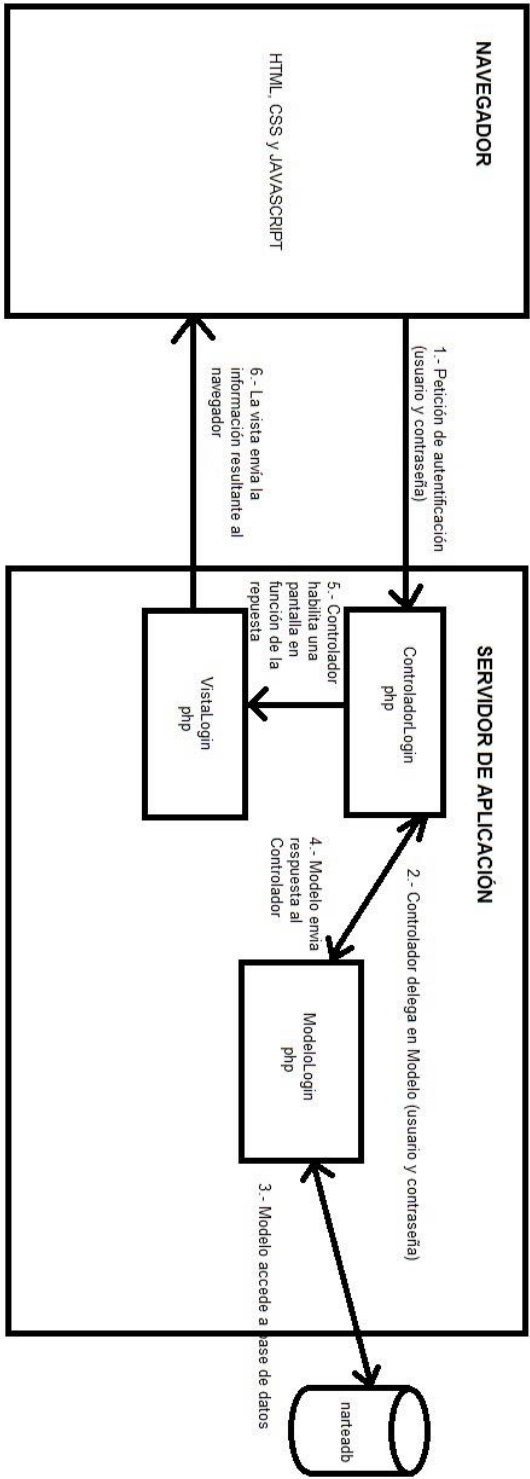 NAVEGADOR
HTML, CSS y JAVASCRIPT
1.- Petición de autentificación
(usuario y contraseña)
6.- La vista envía la
información resultante al
navegador
SERVIDOR DE APLICACIÓN
ControladorLogin
php
5.- Controlador
habilita una
pantalla en
función de la
repuesta
VistaLogin
php
2.- Controlador delega en Modelo (usuario y contraseña)
4.- Modelo envia
respuesta al
Controlador
ModeloLogin
php
3.- Modelo accede a base de datos
narteadb